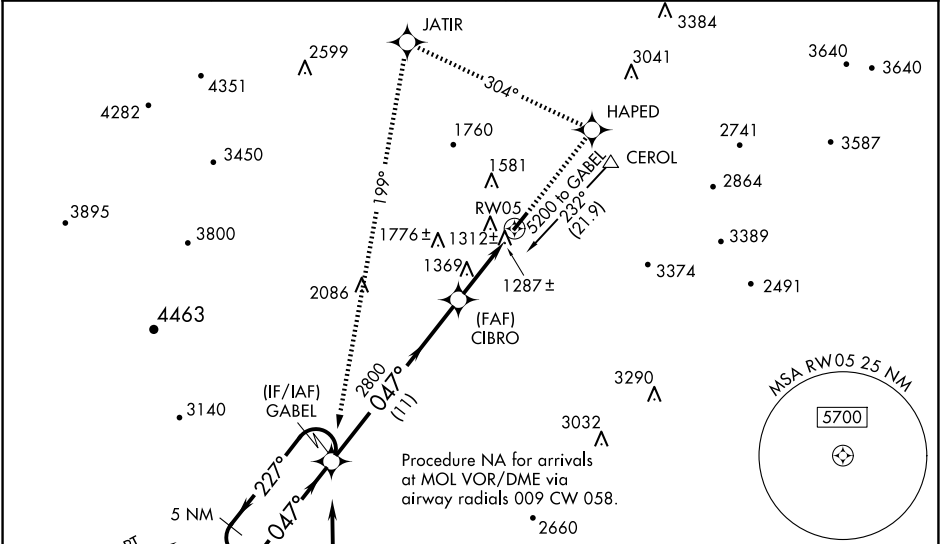 JATIR
3384
2599
3041
3640
3640
4351
304°
4282
HAPED
1760
2741
3587
3450
1581
CEROL
2864
199°
5200 to GABEL
232°
(21.9)
RW05
3895
3800
1776±
1312±
3389
1369
3374
2086
1287±
2491
4463
(FAF)
CIBRO
2800
047°
(11)
MSA RW05 25 NM
5700
(IF/IAF)
GABEL
3290
3140
3032
Procedure NA for arrivals
at MOL VOR/DME via
airway radials 009 CW 058.
227°
047°
5 NM
2660